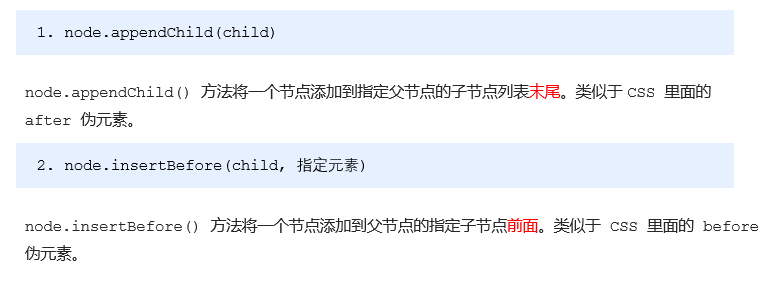 1. node.appendChild(child)
node.appendChild() 方法将一个节点添加到指定父节点的子节点列表末尾。类似于 CSS 里面的
after 伪元素。
2. node.insertBefore(child, 指定元素)
node.insertBefore() 方法将一个节点添加到父节点的指定子节点前面。类似于 CSS 里面的 before
伪元素。